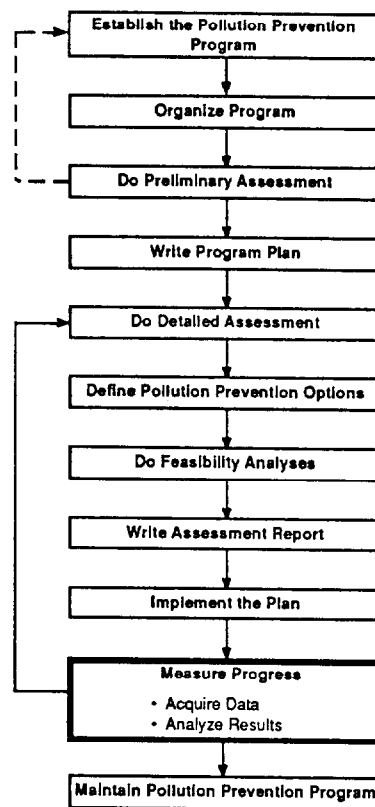 Establish the Pollution Prevention
Program
Organize Program
Do Preliminary Assessment
Write Program Plan
Do Detailed Assessment
Define Pollution Prevention Options
Do Feasibility Analyses
Write Assessment Report
Implement the Plan
Measure Progress
• Acquire Data
• Analyze Results
Maintain Pollution Prevention Program